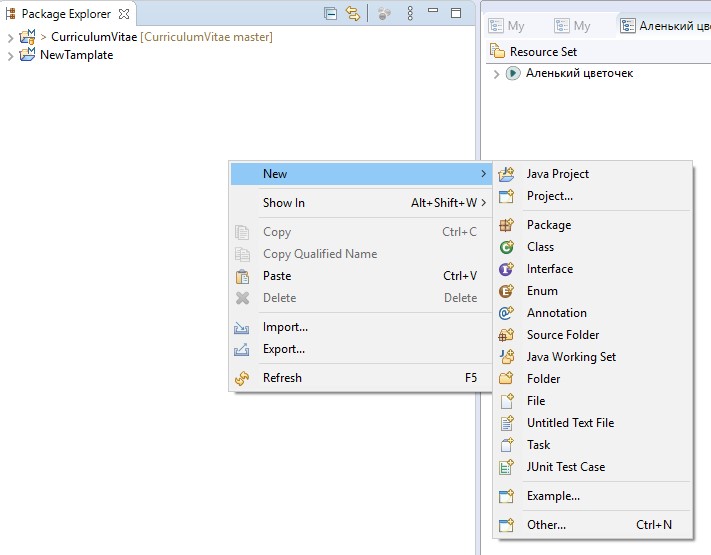 Package Explorer
> CurriculumVitae [CurriculumVitae master]
NewTamplate
My
My
Аленький цв
Resource Set
Аленький цветочек
New
Show In Alt+Shift+W
Copy Ctrl+C
Copy Qualified Name
Paste Ctrl+V
Delete Delete
Import...
Export...
Refresh F5
Java Project
Project...
Package
Class
Interface
Enum
Annotation
Source Folder
Java Working Set
Folder
File
Untitled Text File
Task
JUnit Test Case
Example...
Other... Ctrl+N